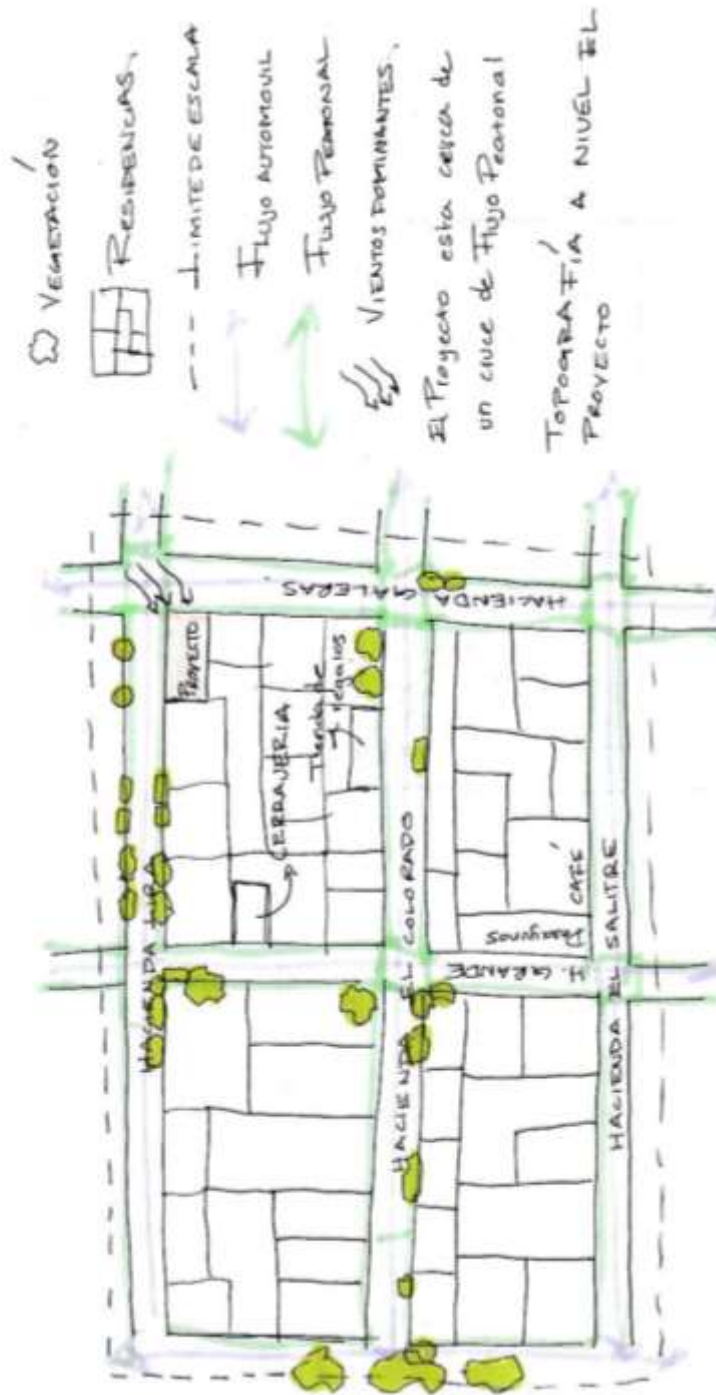 VEGETACIÓN
RESIDENCIAS,
LIMITE DE ESCALA
FLUJO AUTOMOVIL
FLUJO PEATONAL
VIENTOS DOMINANTES,
El Proyecto esta cerca de
un cruce de Flujo Peatonal
TOPOGRAFÍA A NIVEL EL
PROYECTO
HACIENDA
PROYECTO
CERRAJERIA
Tienda de
regalos
HACIENDA GALERAS
HACIENDA EL COLORADO
H. GRANDE
CAFÉ
HACIENDA EL SALITRE